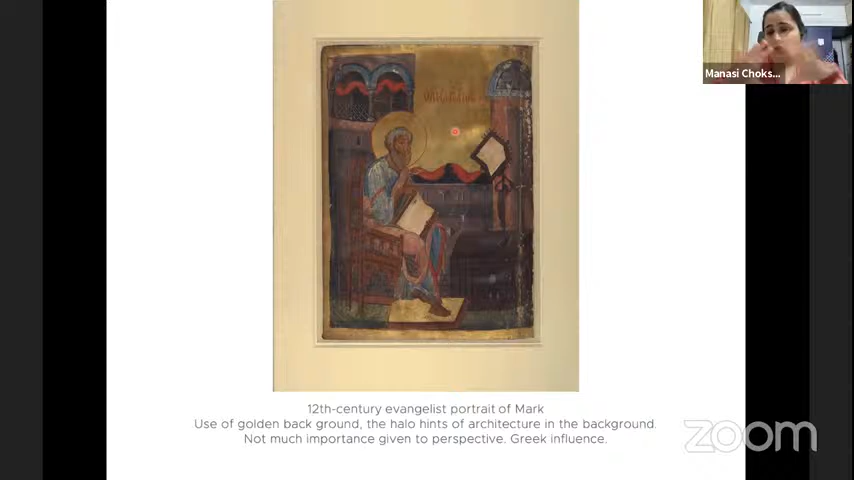 Manasi Choks...
12th-century evangelist portrait of Mark
Use of golden back ground, the halo hints of architecture in the background.
Not much importance given to perspective. Greek influence.
zoom